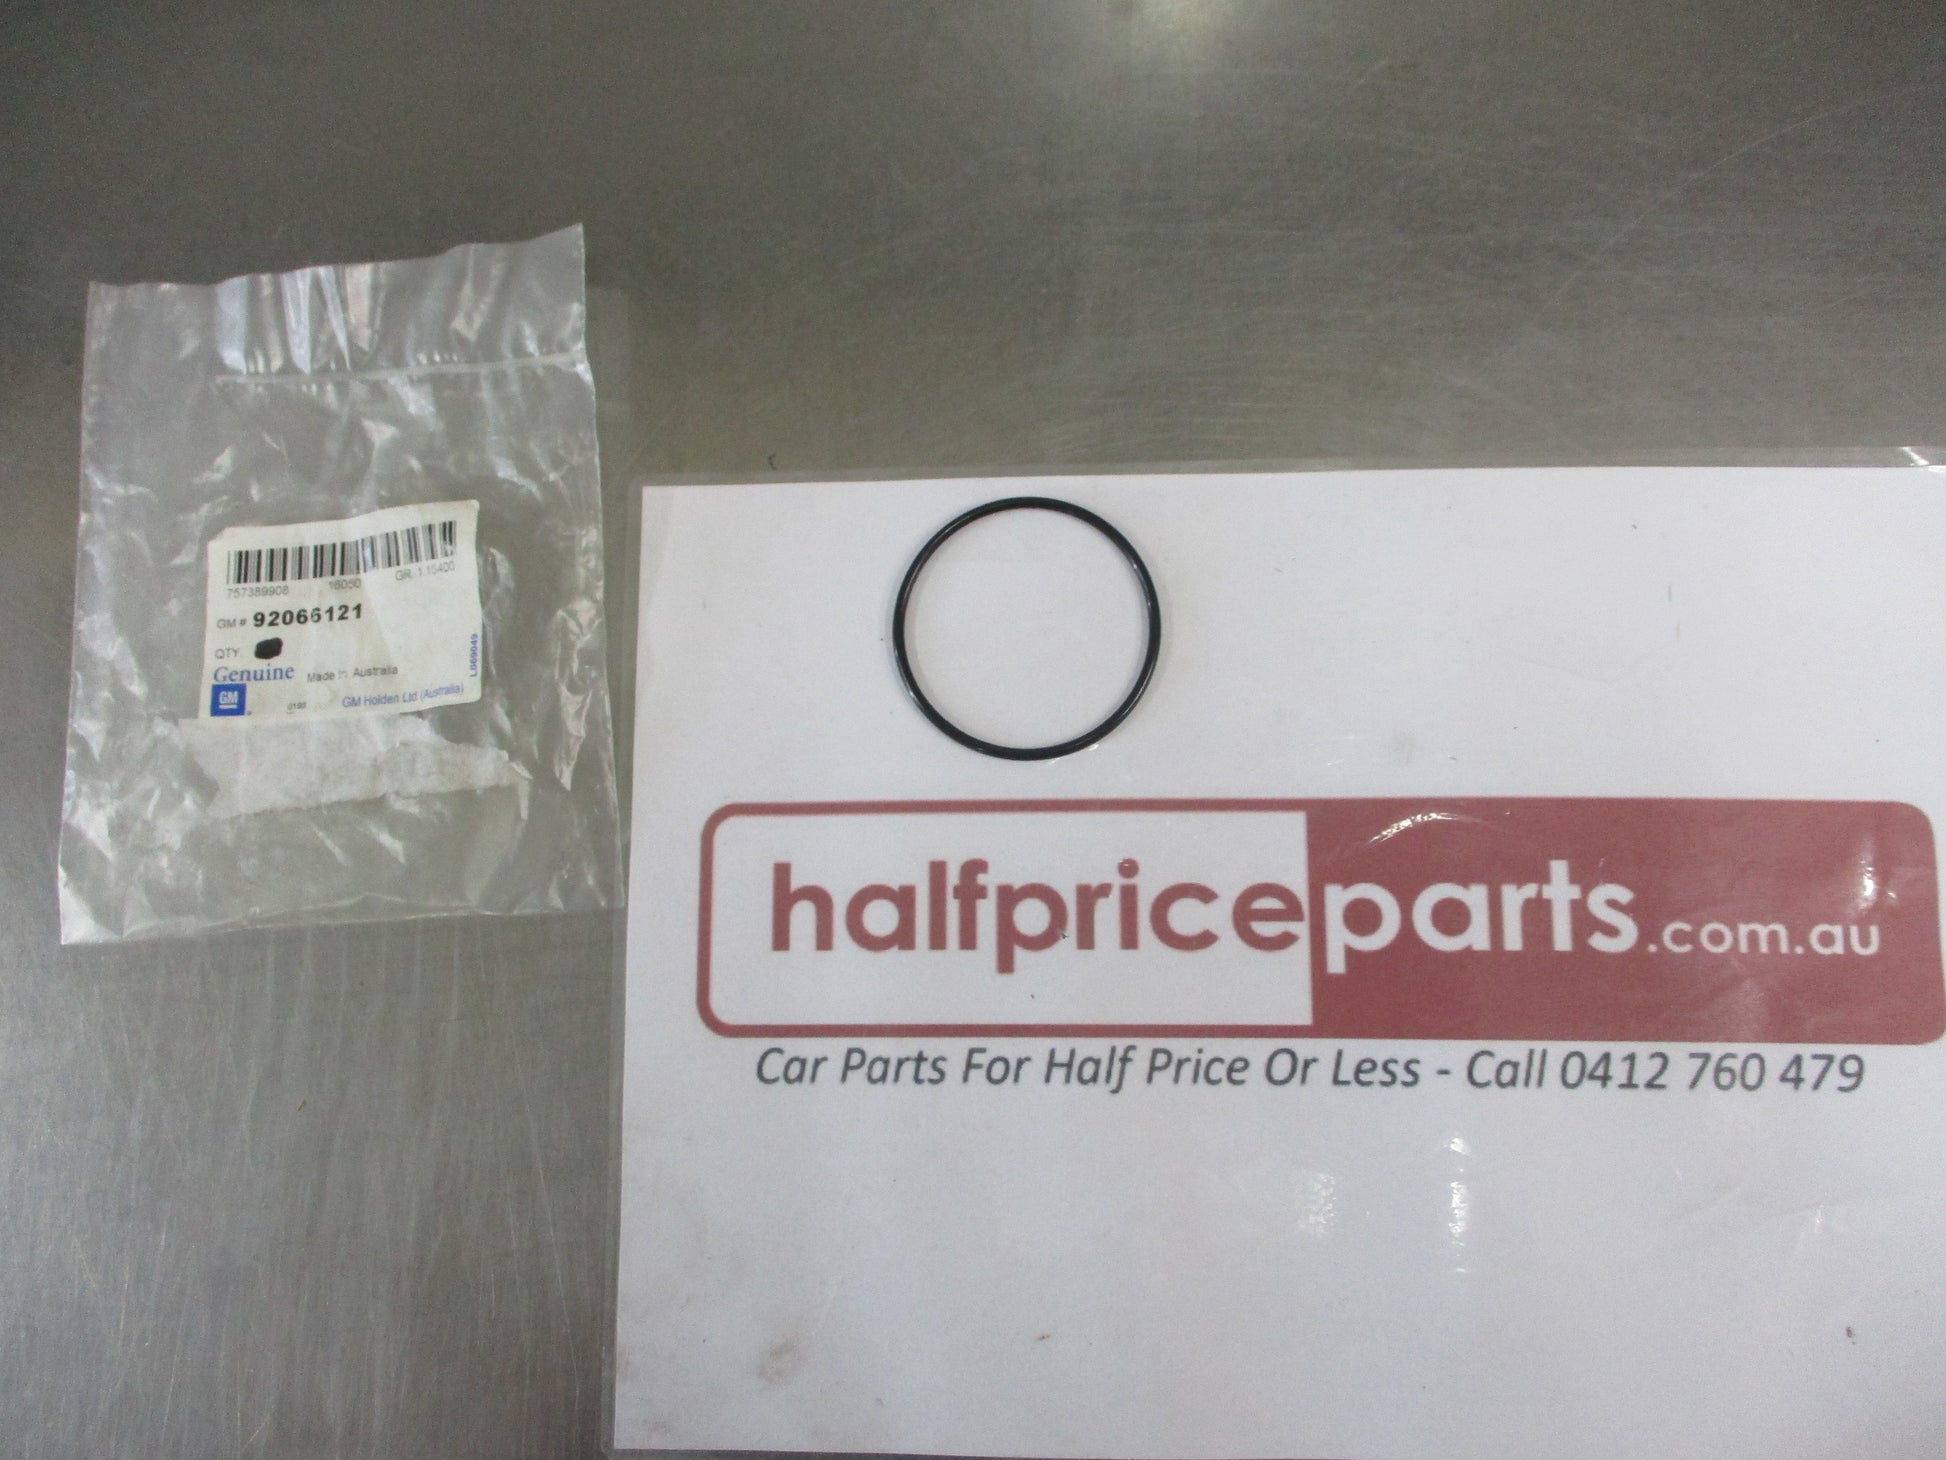 757389908 16050 GR. 1.15400
GM # 92066121
QTY.
Genuine Made in Australia
GM
0193 GM Holden Ltd (Australia)
L069049
halfpriceparts.com.au
Car Parts For Half Price Or Less - Call 0412 760 479